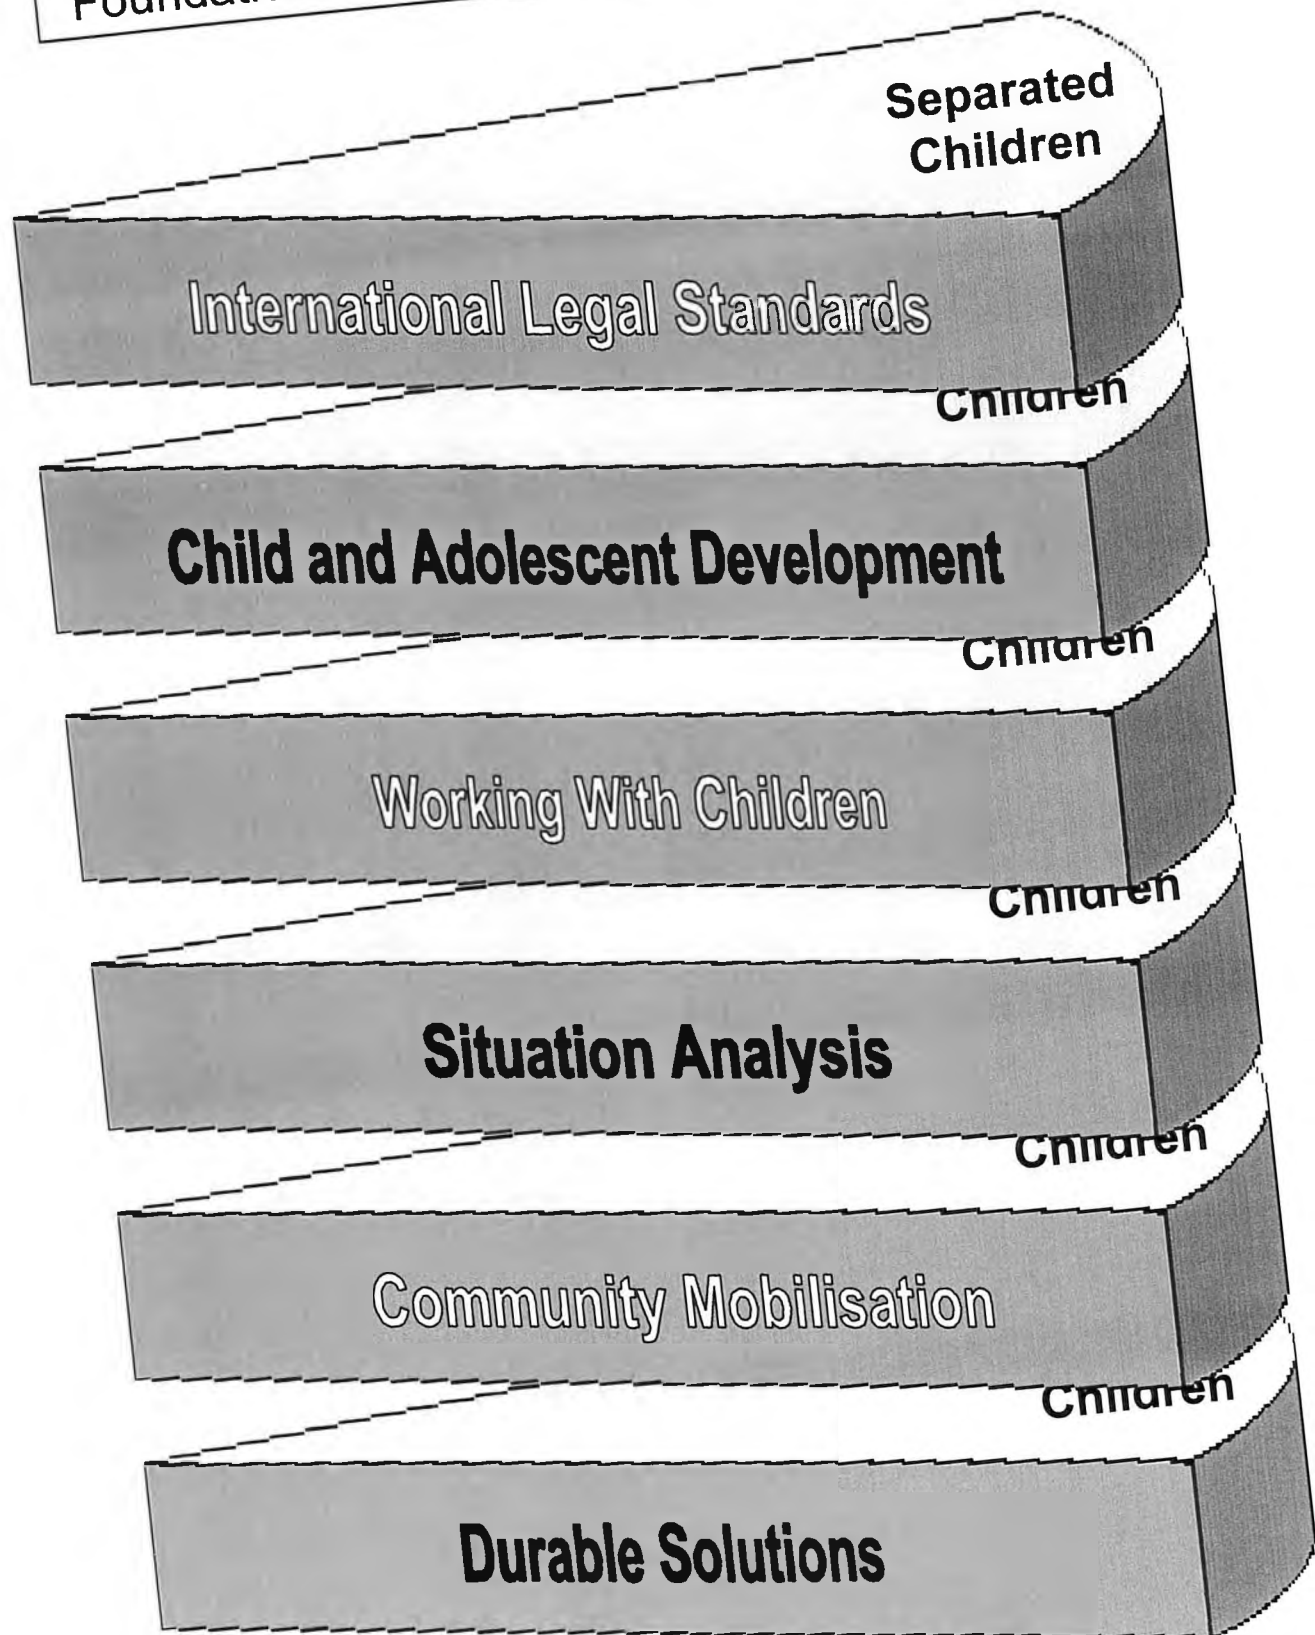 Separated
Children
International Legal Standards
Children
Child and Adolescent Development
Children
Working With Children
Children
Situation Analysis
Children
Community Mobilisation
Children
Durable Solutions